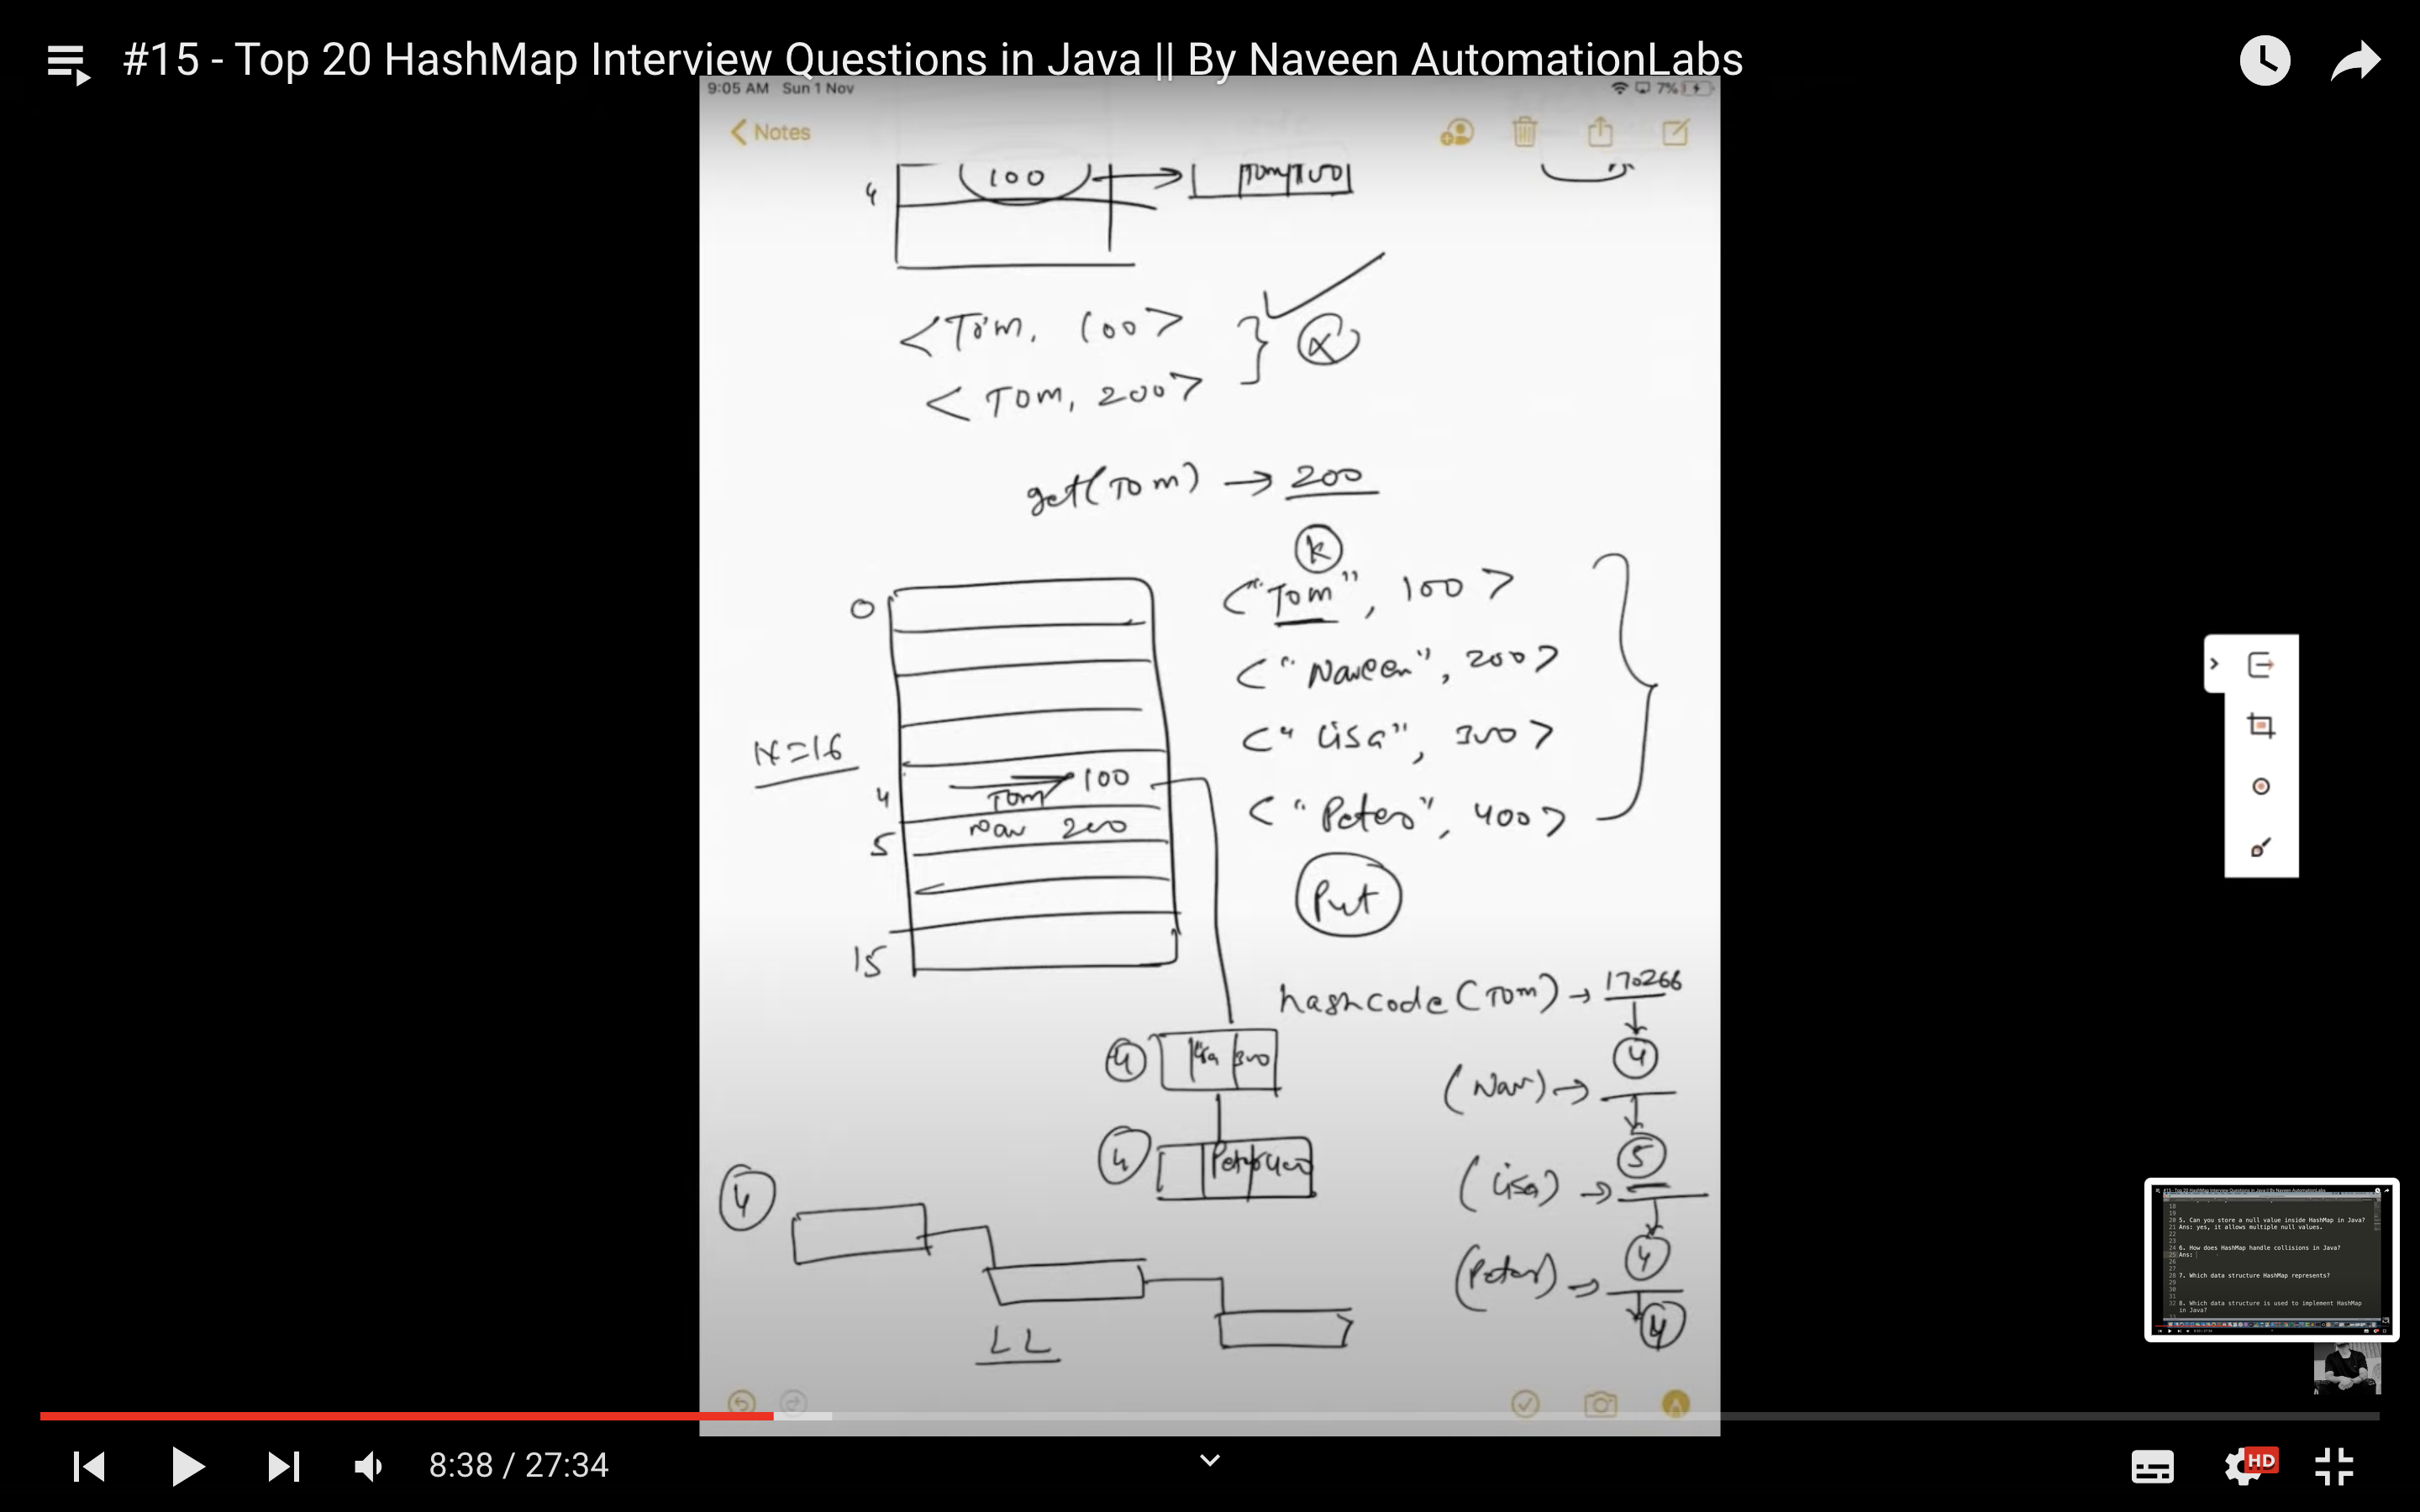 #15 - Top 20 HashMap Interview Questions in Java || By Naveen AutomationLabs
9:05 AM Sun 1 Nov
7%
Notes
4
100
Tom 100
<Tom, 100>
<Tom, 200>
get(Tom) → 200
K
<"Tom", 100>
<"Naveen", 200>
<"Lisa", 300>
<"Peter", 400>
Put
0
N=16
4
Tom 100
5
Nav 200
15
hashcode(Tom) → 170266
4
(Nav) →
5
(Lisa) →
4
(Peter) →
4
4
Lisa 300
4
Peter 400
4
LL
18
19
20 5. Can you store a null value inside HashMap in Java?
21 Ans: yes, it allows multiple null values.
22
23
24 6. How does HashMap handle collisions in Java?
25 Ans:
26
27
28 7. Which data structure HashMap represents?
29
30
31
32 8. Which data structure is used to implement HashMap
in Java?
8:38 / 27:34
HD